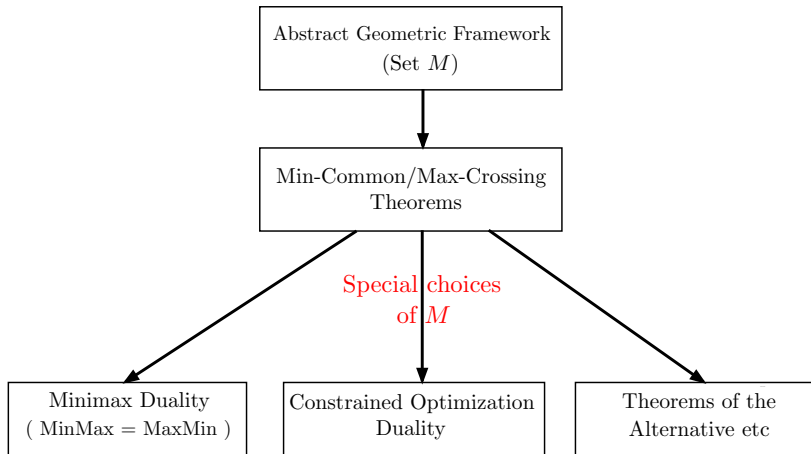 Abstract Geometric Framework
(Set M)
Min-Common/Max-Crossing
Theorems
Special choices
of M
Minimax Duality
( MinMax = MaxMin )
Constrained Optimization
Duality
Theorems of the
Alternative etc